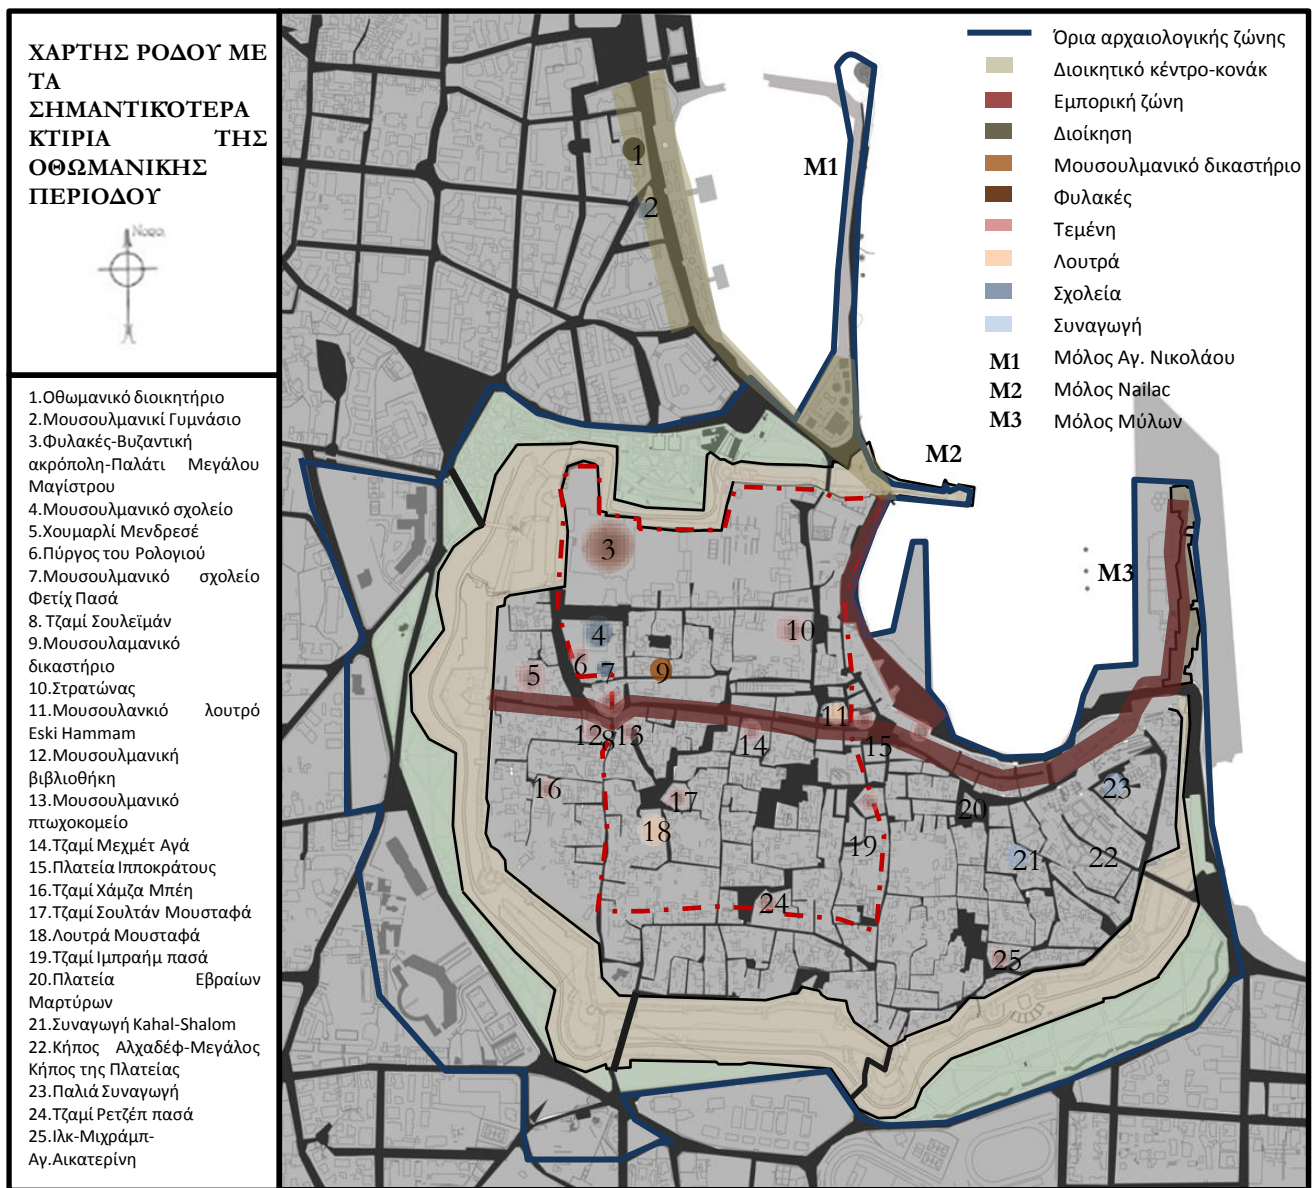 ΧΑΡΤΗΣ ΡΟΔΟΥ ΜΕ
ΤΑ
ΣΗΜΑΝΤΙΚΌΤΕΡΑ
ΚΤΙΡΙΑ ΤΗΣ
ΟΘΩΜΑΝΙΚΗΣ
ΠΕΡΙΟΔΟΥ
1.Οθωμανικό διοικητήριο
2.Μουσουλμανικί Γυμνάσιο
3.Φυλακές-Βυζαντική
ακρόπολη-Παλάτι Μεγάλου
Μαγίστρου
4.Μουσουλμανικό σχολείο
5.Χουμαρλί Μενδρεσέ
6.Πύργος του Ρολογιού
7.Μουσουλμανικό σχολείο
Φετίχ Πασά
8. Τζαμί Σουλεϊμάν
9.Μουσουλαμανικό
δικαστήριο
10.Στρατώνας
11.Μουσουλανκιό λουτρό
Eski Hammam
12.Μουσουλμανική
βιβλιοθήκη
13.Μουσουλμανικό
πτωχοκομείο
14.Τζαμί Μεχμέτ Αγά
15.Πλατεία Ιπποκράτους
16.Τζαμί Χάμζα Μπέη
17.Τζαμί Σουλτάν Μουσταφά
18.Λουτρά Μουσταφά
19.Τζαμί Ιμπραήμ πασά
20.Πλατεία Εβραίων
Μαρτύρων
21.Συναγωγή Kahal-Shalom
22.Κήπος Αλχαδέφ-Μεγάλος
Κήπος της Πλατείας
23.Παλιά Συναγωγή
24.Τζαμί Ρετζέπ πασά
25.Ιλκ-Μιχράμπ-
Αγ.Αικατερίνη
Όρια αρχαιολογικής ζώνης
Διοικητικό κέντρο-κονάκ
Εμπορική ζώνη
Διοίκηση
Μουσουλμανικό δικαστήριο
Φυλακές
Τεμένη
Λουτρά
Σχολεία
Συναγωγή
M1 Μόλος Αγ. Νικολάου
M2 Μόλος Nailac
M3 Μόλος Μύλων
M1
M2
M3
1
2
3
4
10
5
6
7
9
11
12
8
13
14
15
16
17
20
23
18
19
21
22
24
25